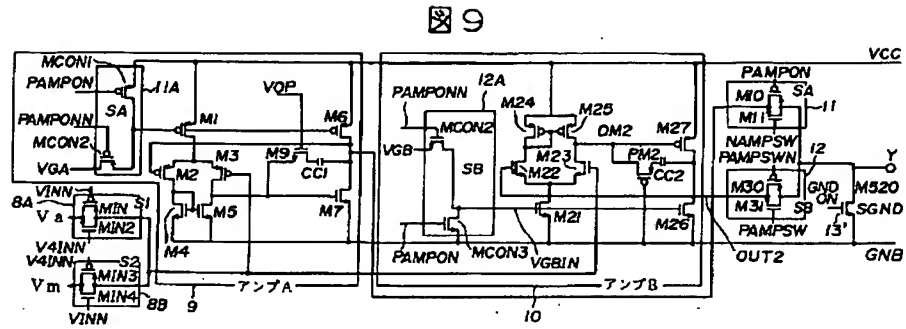 図9
MCON1
PAMPON
11A
SA
PAMPONN
MCON2
VGA
M1
M6
VOP
M2
M3
M9
CC1
M4
M5
M7
VINN
8A
S1
Va
MIN
MIN2
V4INN
V4INN
S2
MIN3
Vm
MIN4
8B
VINN
9
アンプA
PAMPONN
12A
MCON2
VGB
SB
PAMPON
MCON3
M24
M25
M23
M22
M21
VGBIN
DM2
M27
PM2
CC2
M26
10
アンプB
OUT2
VCC
PAMPON
SA
M10
M11
11
NAMPSW
PAMPSWN
12
M30
M31
SB
PAMPSW
Y
GND
ON
M520
SGND
13'
GNB